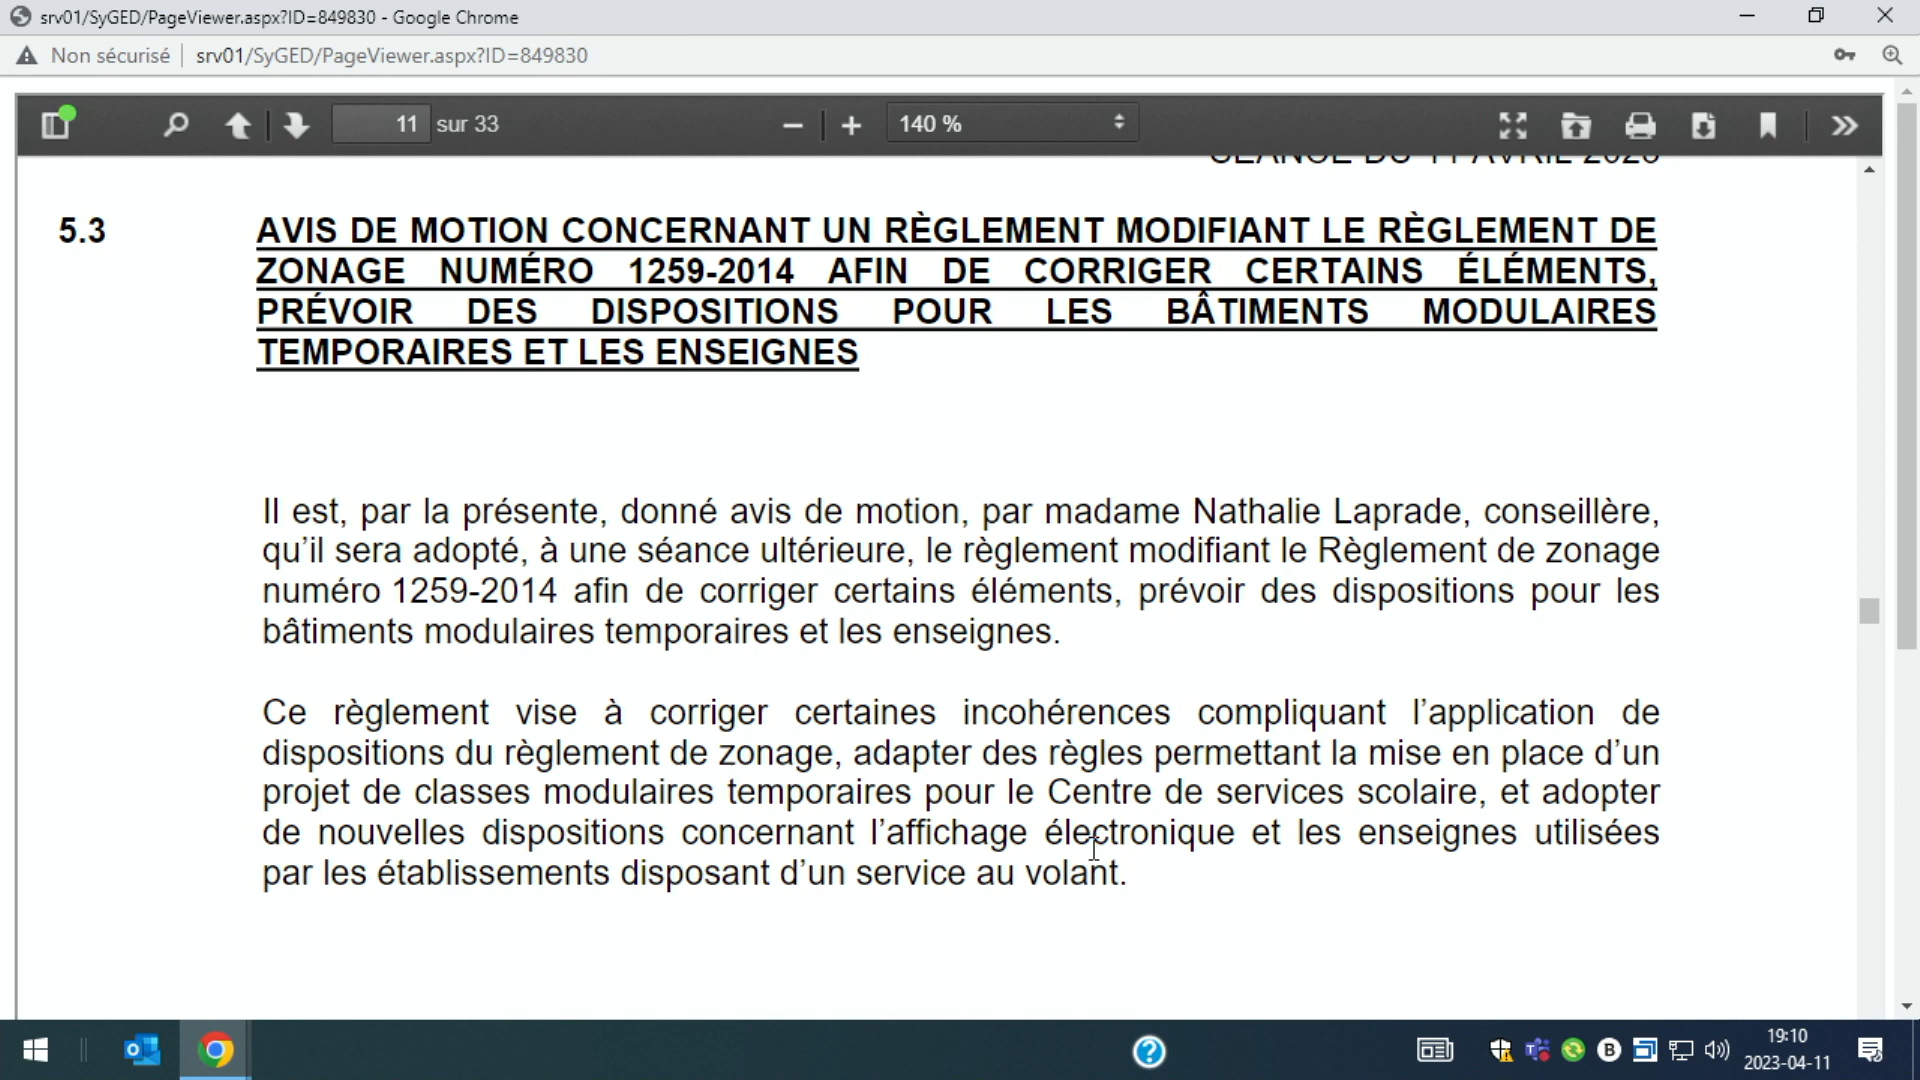 srv01/SyGED/PageViewer.aspx?ID=849830 - Google Chrome
Non sécurisé srv01/SyGED/PageViewer.aspx?ID=849830
11 sur 33 140 %
SÉANCE DU 11 AVRIL 2023
5.3 AVIS DE MOTION CONCERNANT UN RÈGLEMENT MODIFIANT LE RÈGLEMENT DE
ZONAGE NUMÉRO 1259-2014 AFIN DE CORRIGER CERTAINS ÉLÉMENTS,
PRÉVOIR DES DISPOSITIONS POUR LES BÂTIMENTS MODULAIRES
TEMPORAIRES ET LES ENSEIGNES
Il est, par la présente, donné avis de motion, par madame Nathalie Laprade, conseillère,
qu'il sera adopté, à une séance ultérieure, le règlement modifiant le Règlement de zonage
numéro 1259-2014 afin de corriger certains éléments, prévoir des dispositions pour les
bâtiments modulaires temporaires et les enseignes.
Ce règlement vise à corriger certaines incohérences compliquant l'application de
dispositions du règlement de zonage, adapter des règles permettant la mise en place d'un
projet de classes modulaires temporaires pour le Centre de services scolaire, et adopter
de nouvelles dispositions concernant l'affichage électronique et les enseignes utilisées
par les établissements disposant d'un service au volant.
19:10
2023-04-11